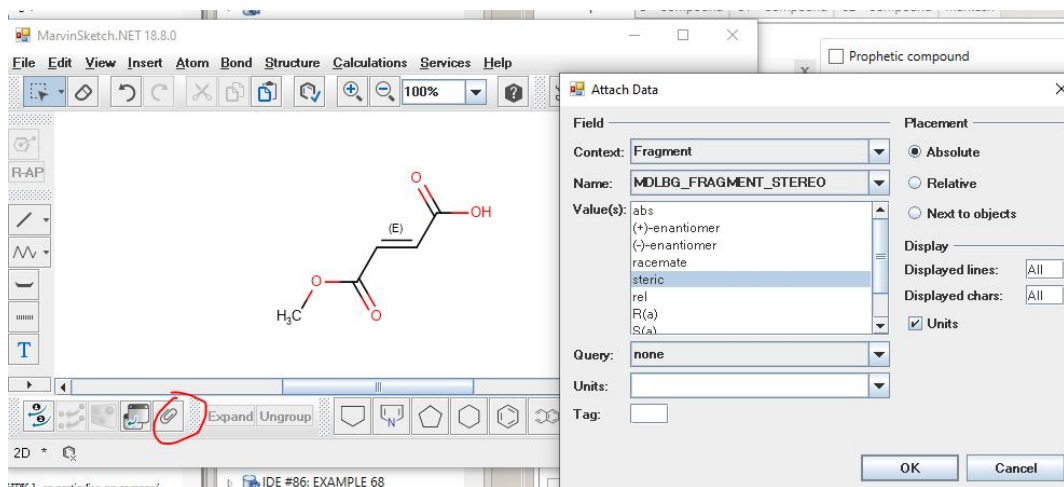 MarvinSketch.NET 18.8.0
File Edit View Insert Atom Bond Structure Calculations Services Help
100%
R-AP
T
O
OH
(E)
O
H3C
O
Expand Ungroup
N
2D *
IDE #86: EXAMPLE 68
Prophetic compound
Attach Data
Field
Context: Fragment
Name: MDLBG_FRAGMENT_STEREO
Value(s): abs
(+)-enantiomer
(-)-enantiomer
racemate
steric
rel
R(a)
S(a)
Query: none
Units:
Tag:
Placement
Absolute
Relative
Next to objects
Display
Displayed lines: All
Displayed chars: All
Units
OK Cancel